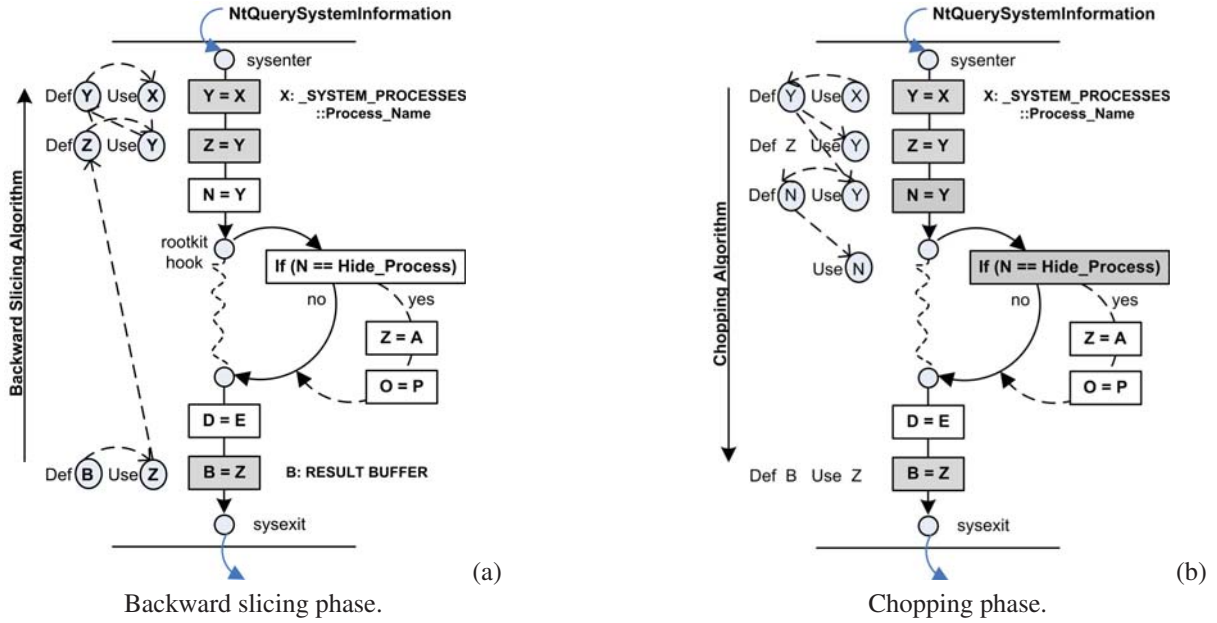 NtQuerySystemInformation
sysenter
Def Y Use X
Y = X
X: _SYSTEM_PROCESSES
::Process_Name
Def Z Use Y
Z = Y
N = Y
rootkit
hook
If (N == Hide_Process)
no
yes
Z = A
O = P
D = E
Def B Use Z
B = Z
B: RESULT BUFFER
sysexit
Backward Slicing Algorithm
(a)
Backward slicing phase.
NtQuerySystemInformation
sysenter
Def Y Use X
Y = X
X: _SYSTEM_PROCESSES
::Process_Name
Def Z Use Y
Z = Y
Def N Use Y
N = Y
If (N == Hide_Process)
Use N
no
yes
Z = A
O = P
D = E
Def B Use Z
B = Z
sysexit
Chopping Algorithm
(b)
Chopping phase.